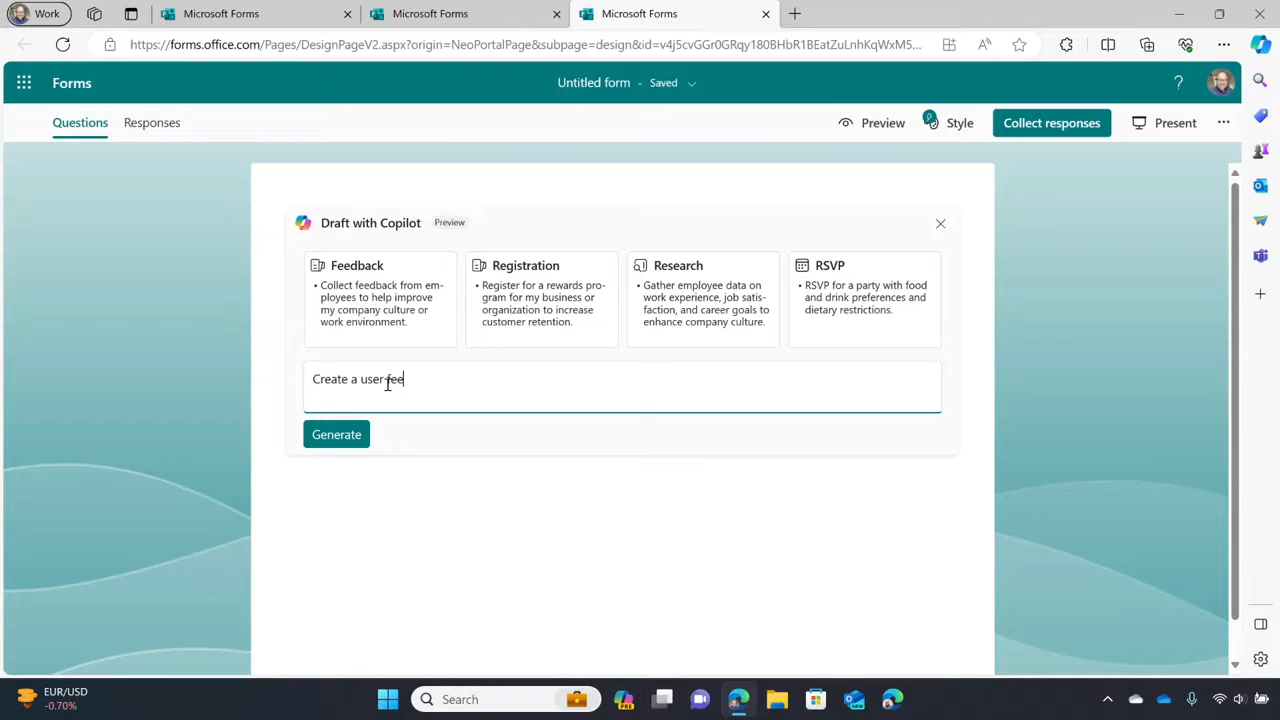 Work
Microsoft Forms
Microsoft Forms
Microsoft Forms
https://forms.office.com/Pages/DesignPageV2.aspx?origin=NeoPortalPage&subpage=design&id=v4j5cvGGr0GRqy180BHbR1BEatZuLnhKqWxM5...
Forms
Untitled form - Saved
Questions
Responses
Preview
Style
Collect responses
Present
Draft with Copilot
Preview
Feedback
• Collect feedback from em-
ployees to help improve
my company culture or
work environment.
Registration
• Register for a rewards pro-
gram for my business or
organization to increase
customer retention.
Research
• Gather employee data on
work experience, job satis-
faction, and career goals to
enhance company culture.
RSVP
• RSVP for a party with food
and drink preferences and
dietary restrictions.
Create a user fee
Generate
EUR/USD
-0.70%
Search
PRE
NEW